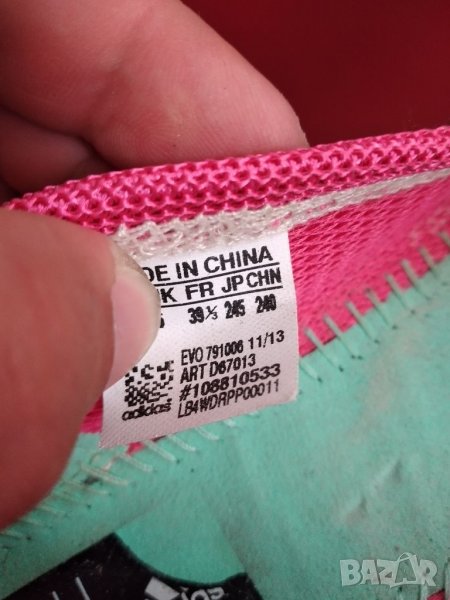 DE IN CHINA
K FR JP CHN
39⅓ 245 240
EVO 791006 11/13
ART D67013
#108810533
LB4WDRPP00011
adidas
BAZAR